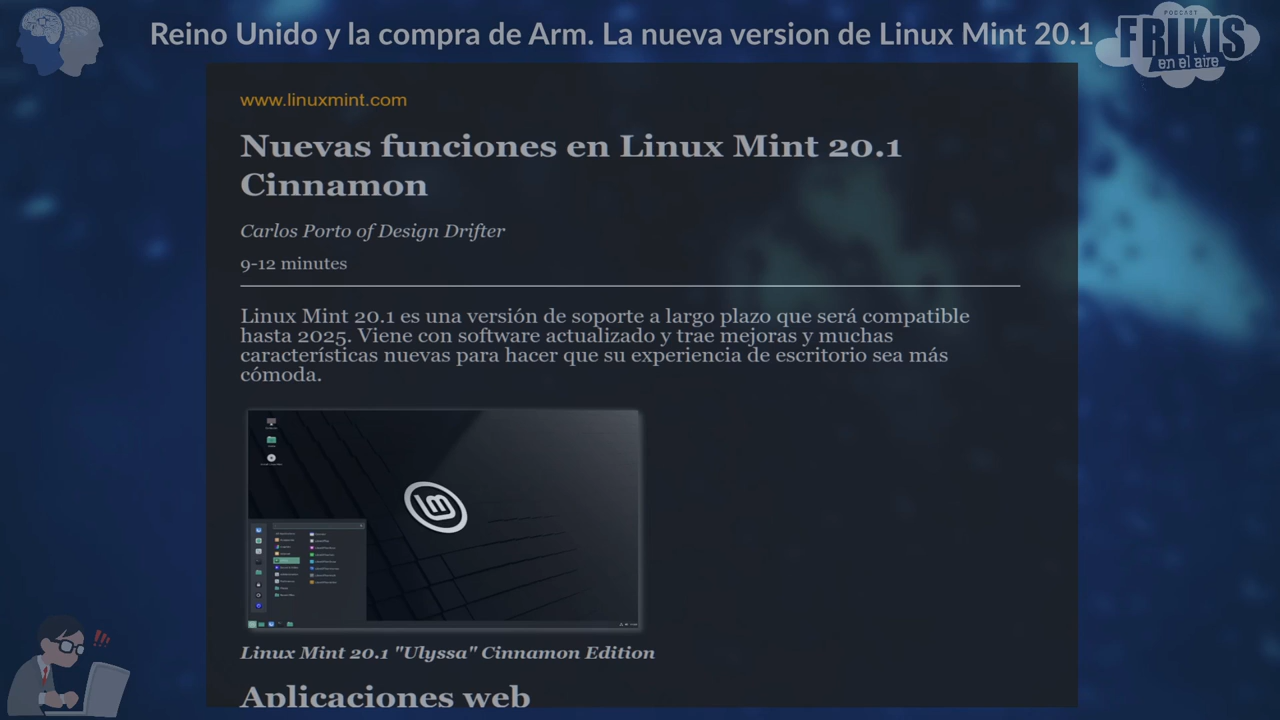 Reino Unido y la compra de Arm. La nueva version de Linux Mint 20.1
PODCAST
FRIKIS
en el aire
www.linuxmint.com
Nuevas funciones en Linux Mint 20.1
Cinnamon
Carlos Porto of Design Drifter
9-12 minutes
Linux Mint 20.1 es una versión de soporte a largo plazo que será compatible
hasta 2025. Viene con software actualizado y trae mejoras y muchas
características nuevas para hacer que su experiencia de escritorio sea más
cómoda.
Linux Mint 20.1 "Ulyssa" Cinnamon Edition
Aplicaciones web